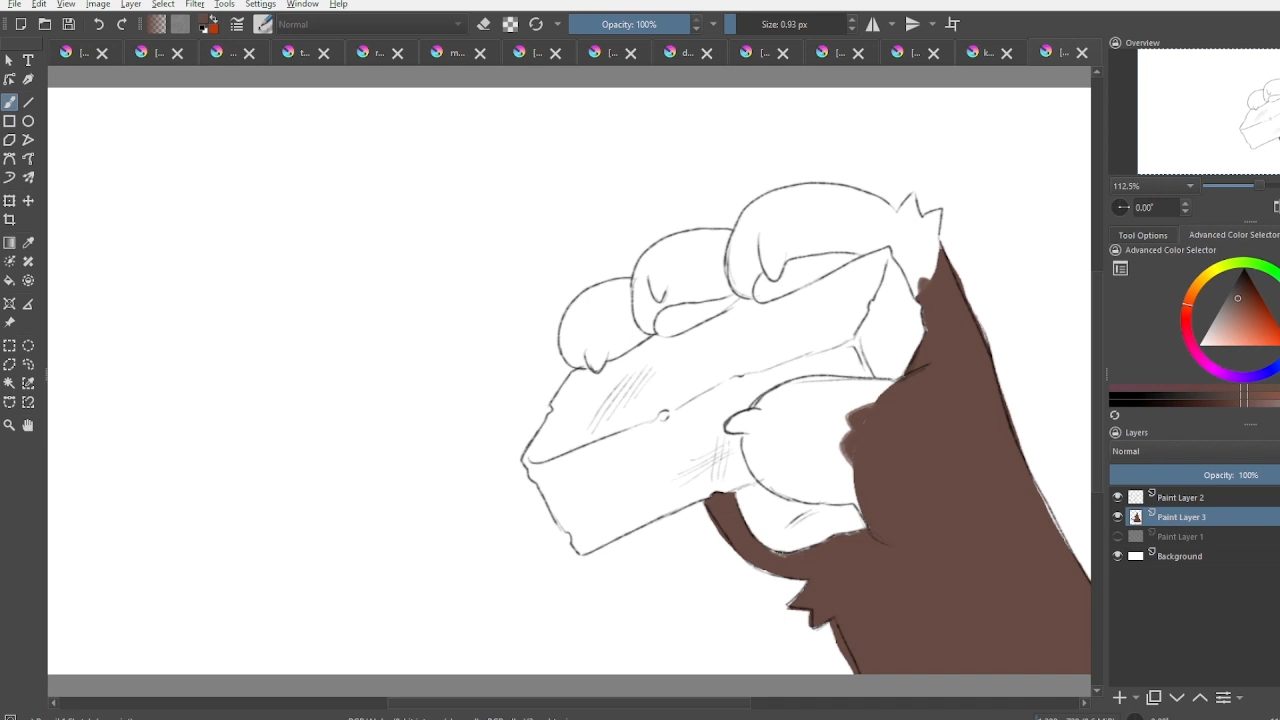 File Edit View Image Layer Select Filter Tools Settings Window Help
Normal Opacity: 100% Size: 0.93 px
[... [... ... t... r... m... [... [... d... [... [... [... k... [...
Overview
112.5%
0.00°
Tool Options Advanced Color Selector
Advanced Color Selector
Layers
Normal
Opacity: 100%
Paint Layer 2
Paint Layer 3
Paint Layer 1
Background